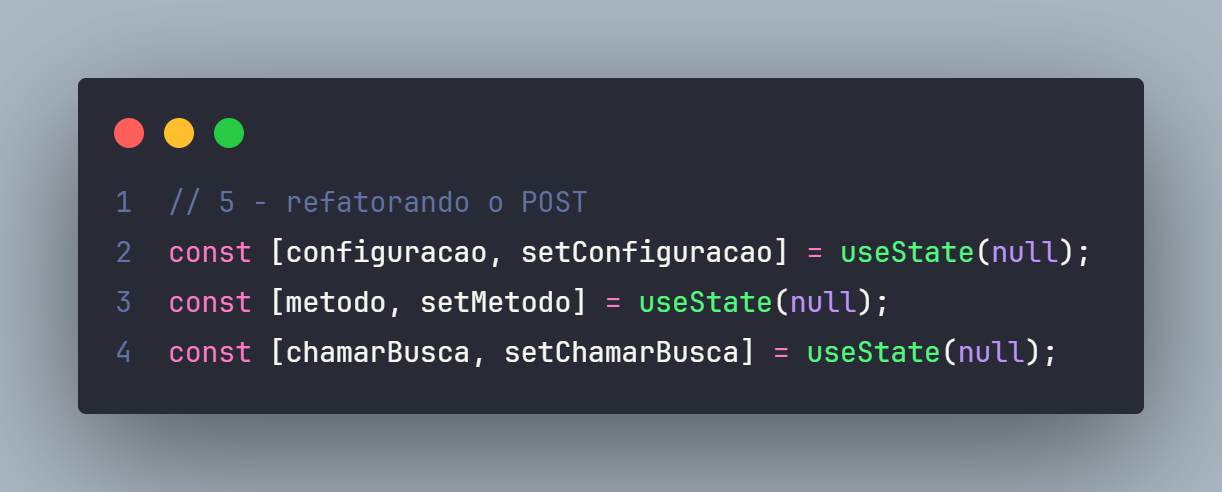 1 // 5 - refatorando o POST
2 const [configuracao, setConfiguracao] = useState(null);
3 const [metodo, setMetodo] = useState(null);
4 const [chamarBusca, setChamarBusca] = useState(null);